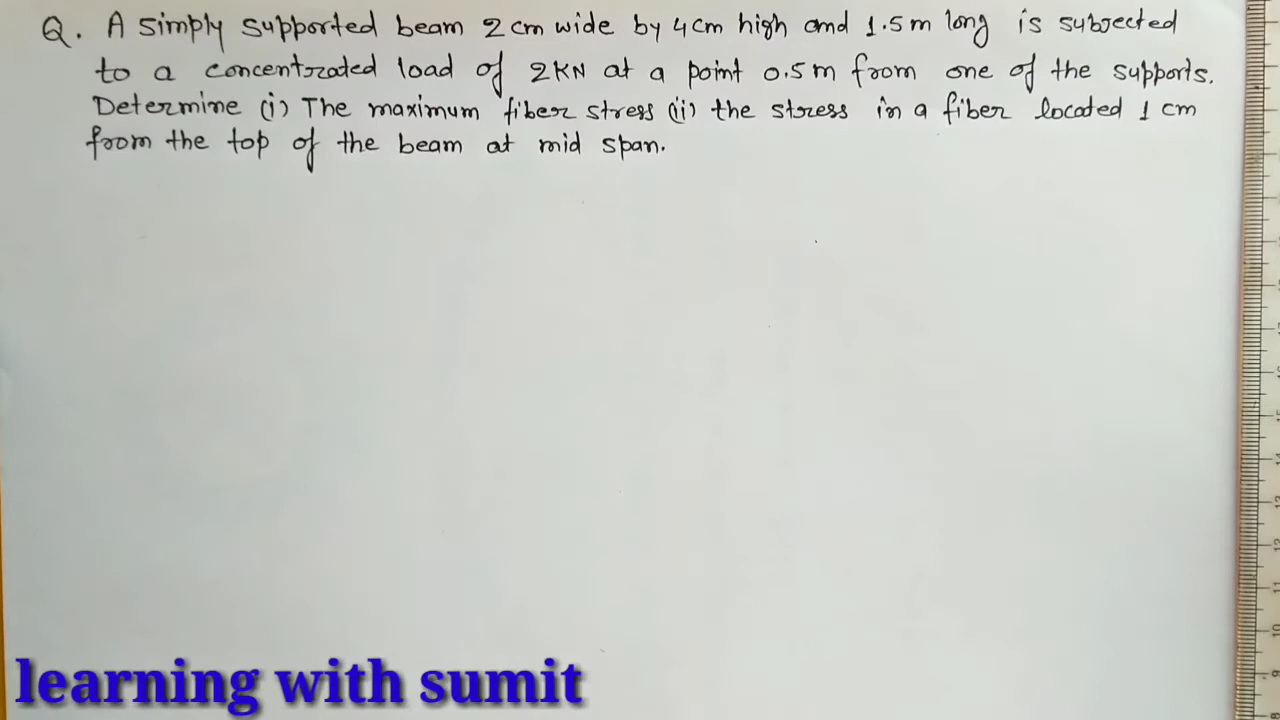 Q. A simply supported beam 2 cm wide by 4 cm high and 1.5 m long is subjected
to a concentrated load of 2KN at a point 0.5 m from one of the supports.
Determine (i) The maximum fiber stress (ii) the stress in a fiber located 1 cm
from the top of the beam at mid span.
learning with sumit